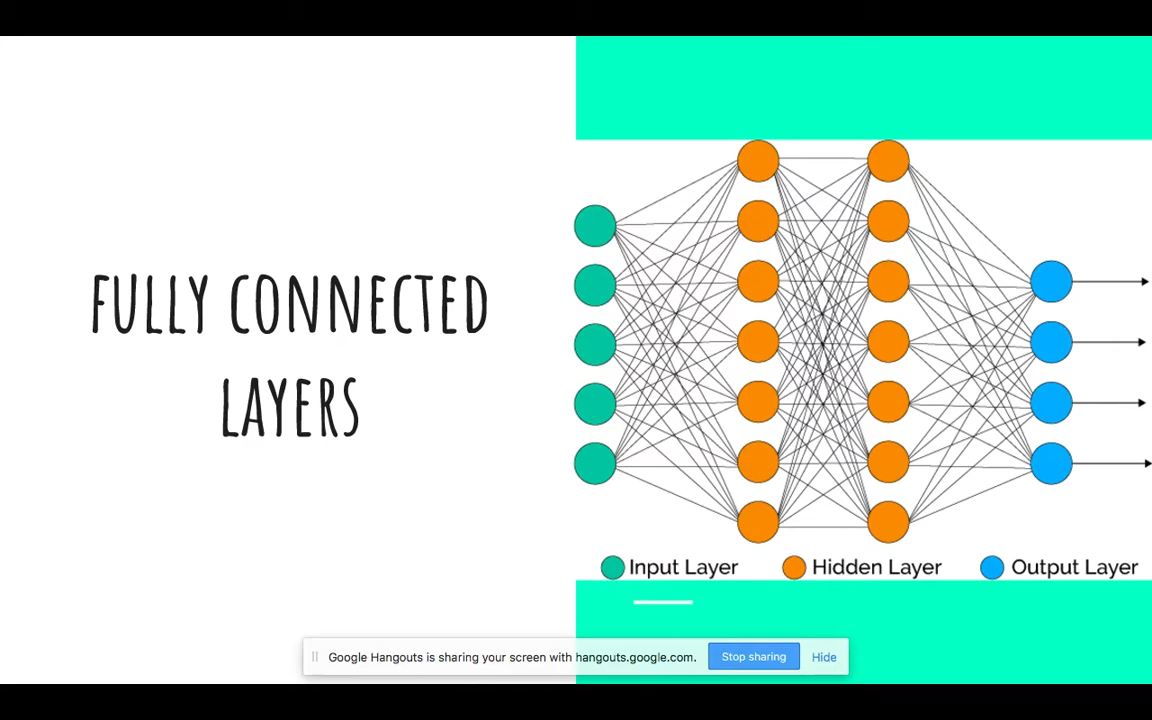 FULLY CONNECTED
LAYERS
Input Layer
Hidden Layer
Output Layer
Google Hangouts is sharing your screen with hangouts.google.com.
Stop sharing
Hide